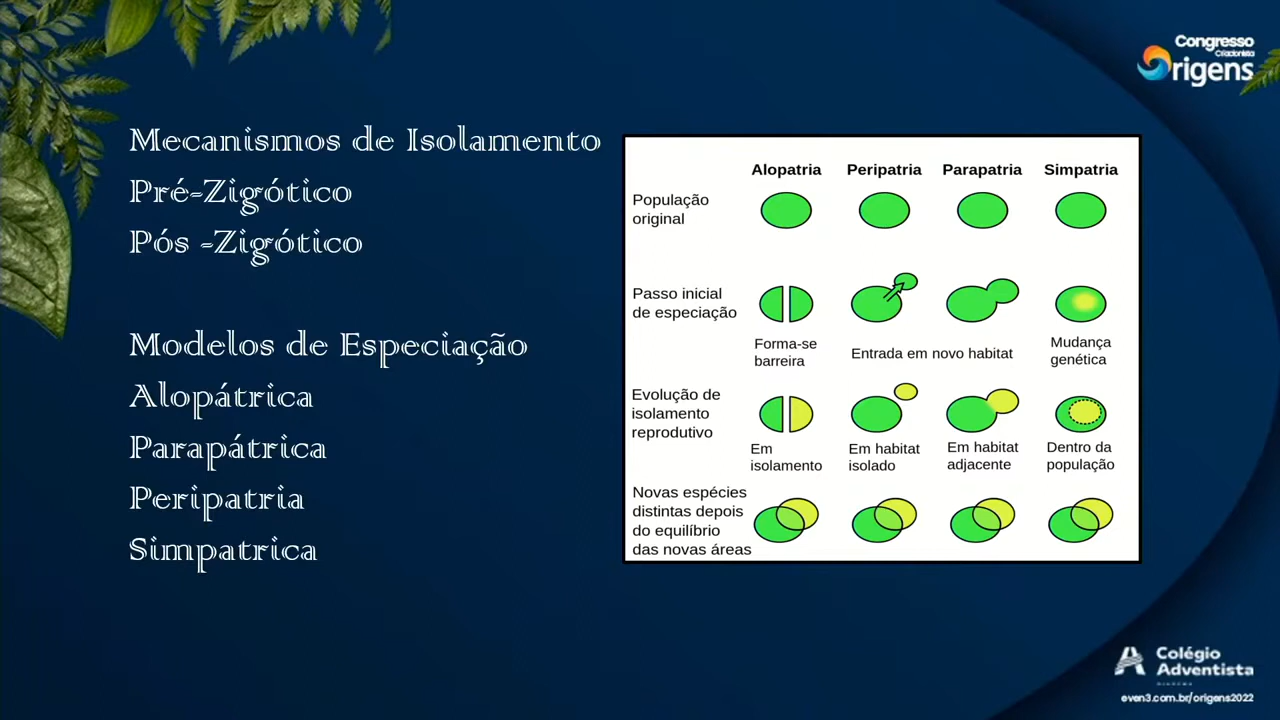 Congresso
Criacionista
Origens
Mecanismos de Isolamento
Pré-Zigótico
Pós -Zigótico
Modelos de Especiação
Alopátrica
Parapátrica
Peripatria
Simpatrica
Alopatria Peripatria Parapatria Simpatria
População
original
Passo inicial
de especiação
Forma-se
barreira
Entrada em novo habitat
Mudança
genética
Evolução de
isolamento
reprodutivo
Em
isolamento
Em habitat
isolado
Em habitat
adjacente
Dentro da
população
Novas espécies
distintas depois
do equilíbrio
das novas áreas
Colégio
Adventista
even3.com.br/origens2022